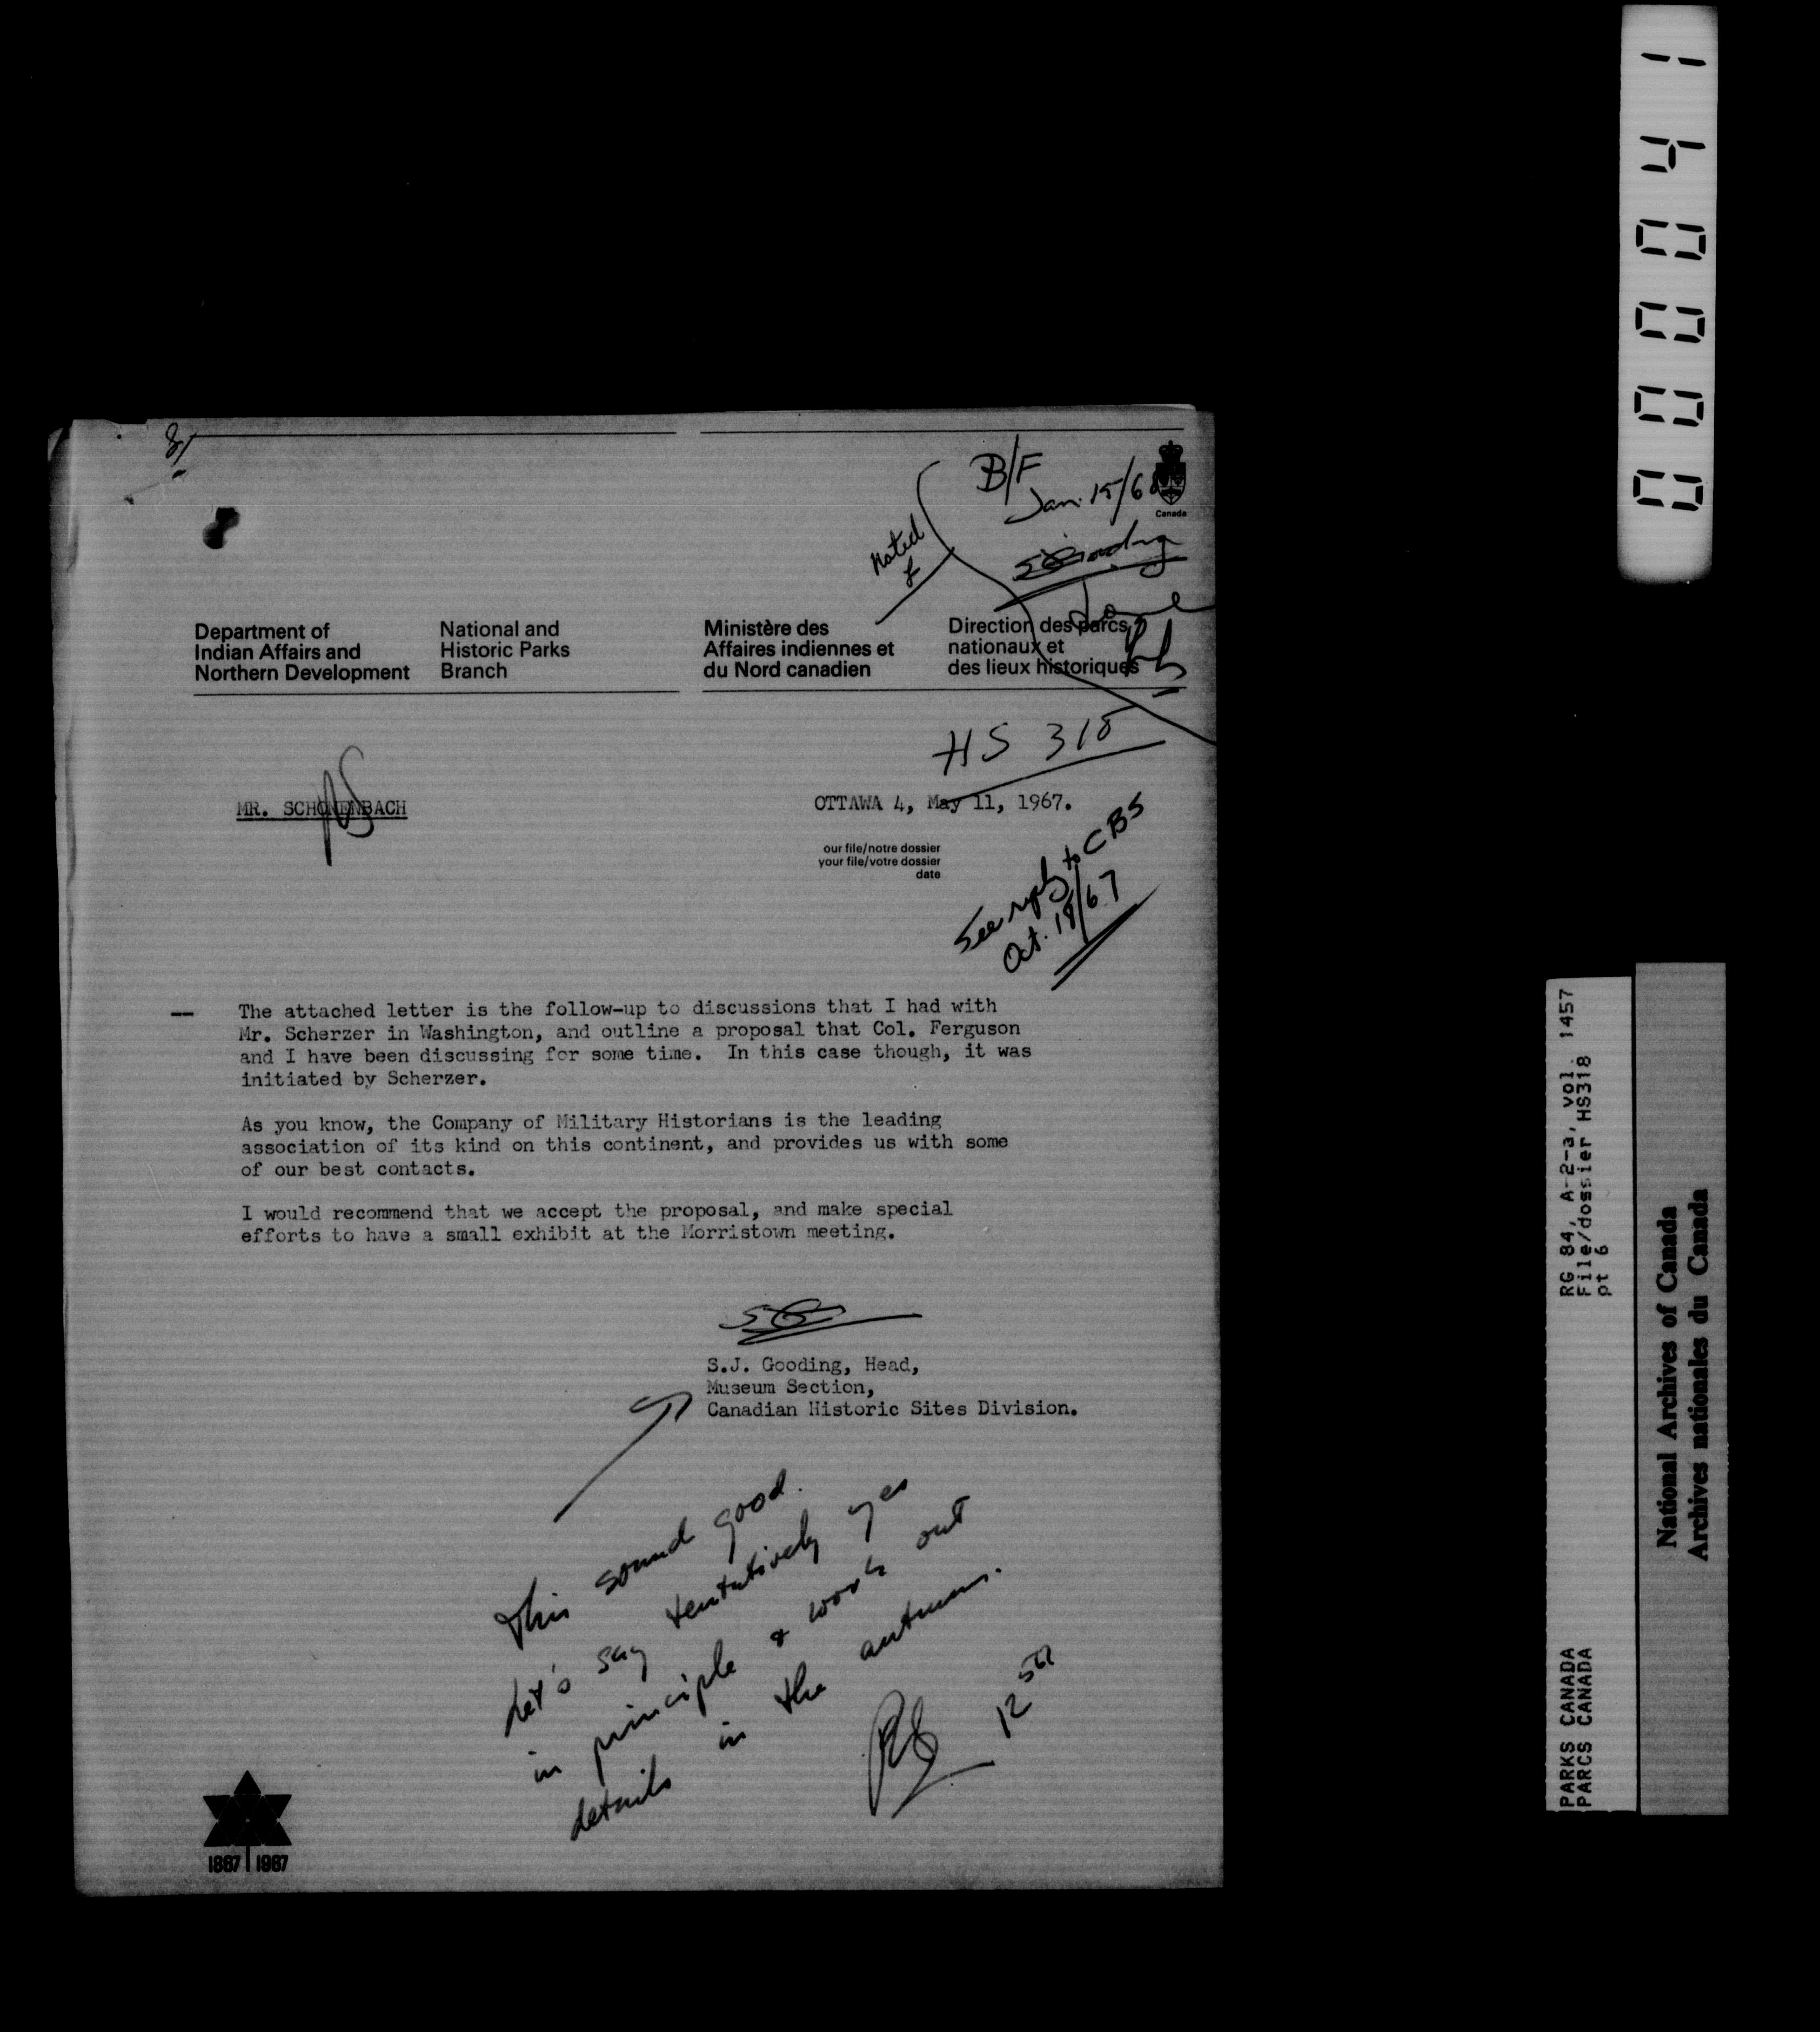 B/F
Jan. 15/68
Canada
Noted
SGooding
Done
Department of
Indian Affairs and
Northern Development
National and
Historic Parks
Branch
Ministère des
Affaires indiennes et
du Nord canadien
Direction des parcs
nationaux et
des lieux historiques
HS 318
MR. SCHONENBACH
OTTAWA 4, May 11, 1967.
our file/notre dossier
your file/votre dossier
date
See reply to CBS
Oct. 18/67
-- The attached letter is the follow-up to discussions that I had with
Mr. Scherzer in Washington, and outline a proposal that Col. Ferguson
and I have been discussing for some time. In this case though, it was
initiated by Scherzer.
As you know, the Company of Military Historians is the leading
association of its kind on this continent, and provides us with some
of our best contacts.
I would recommend that we accept the proposal, and make special
efforts to have a small exhibit at the Morristown meeting.
SG
S.J. Gooding, Head,
Museum Section,
Canadian Historic Sites Division.
This sound good.
Let's say tentatively yes
in principle & work out
details in the autumn.
12 5 67
1867 1967
RG 84, A-2-a, vol. 1457
File/dossier HS318
pt 6
PARKS CANADA
PARCS CANADA
National Archives of Canada
Archives nationales du Canada